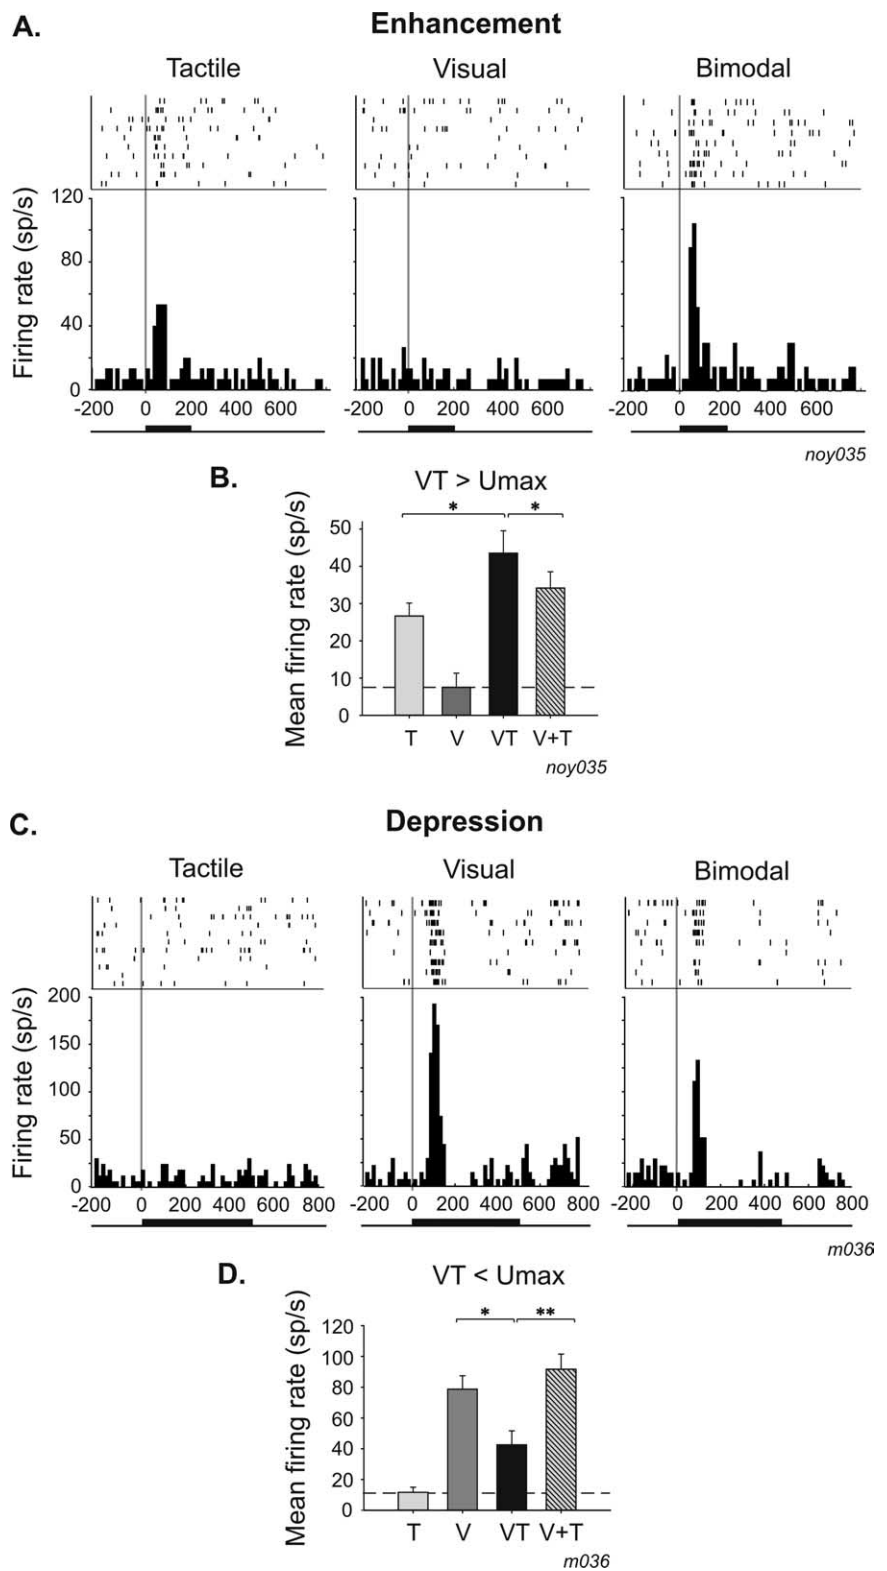 A.
Enhancement
Tactile Visual Bimodal
Firing rate (sp/s)
120
80
40
0
-200 0 200 400 600
-200 0 200 400 600
-200 0 200 400 600
noy035
B.
VT > Umax
* *
Mean firing rate (sp/s)
50
40
30
20
10
0
T V VT V+T
noy035
C.
Depression
Tactile Visual Bimodal
Firing rate (sp/s)
200
150
100
50
0
-200 0 200 400 600 800
-200 0 200 400 600 800
-200 0 200 400 600 800
m036
D.
VT < Umax
* **
Mean firing rate (sp/s)
120
100
80
60
40
20
0
T V VT V+T
m036